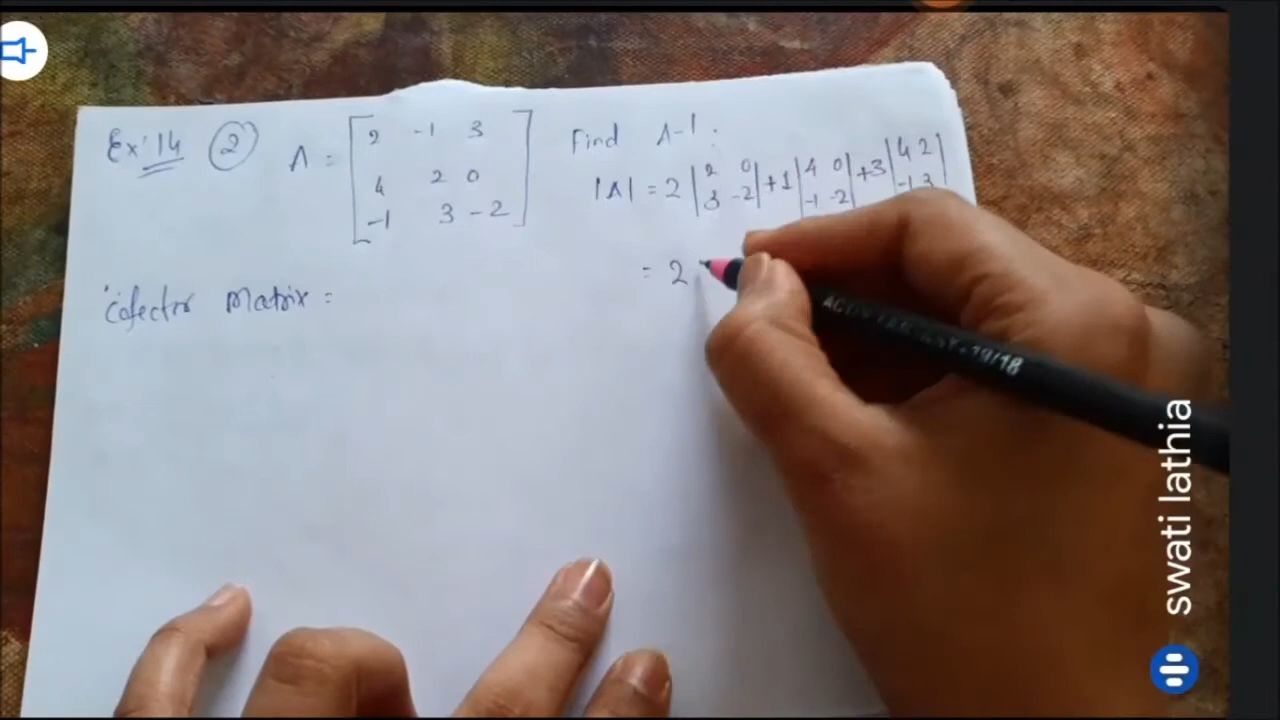 Ex: 14 ② A = [ 2 -1 3 Find A-1 :
4 2 0 |A| = 2 | 2 0 3 -2 | +1 | 4 0 -1 -2 | +3 | 4 2 -1 3 |
-1 3 -2 ]
= 2
Cofector Matrix =
swati lathia